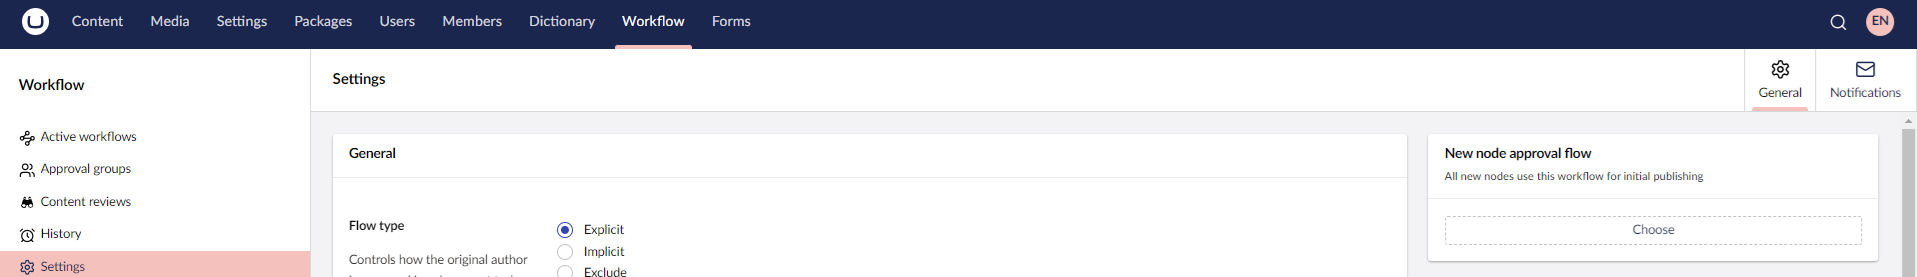 Content Media Settings Packages Users Members Dictionary Workflow Forms EN
Workflow
Active workflows
Approval groups
Content reviews
History
Settings
Settings
General Notifications
General
Flow type
Controls how the original author
Explicit
Implicit
Exclude
New node approval flow
All new nodes use this workflow for initial publishing
Choose